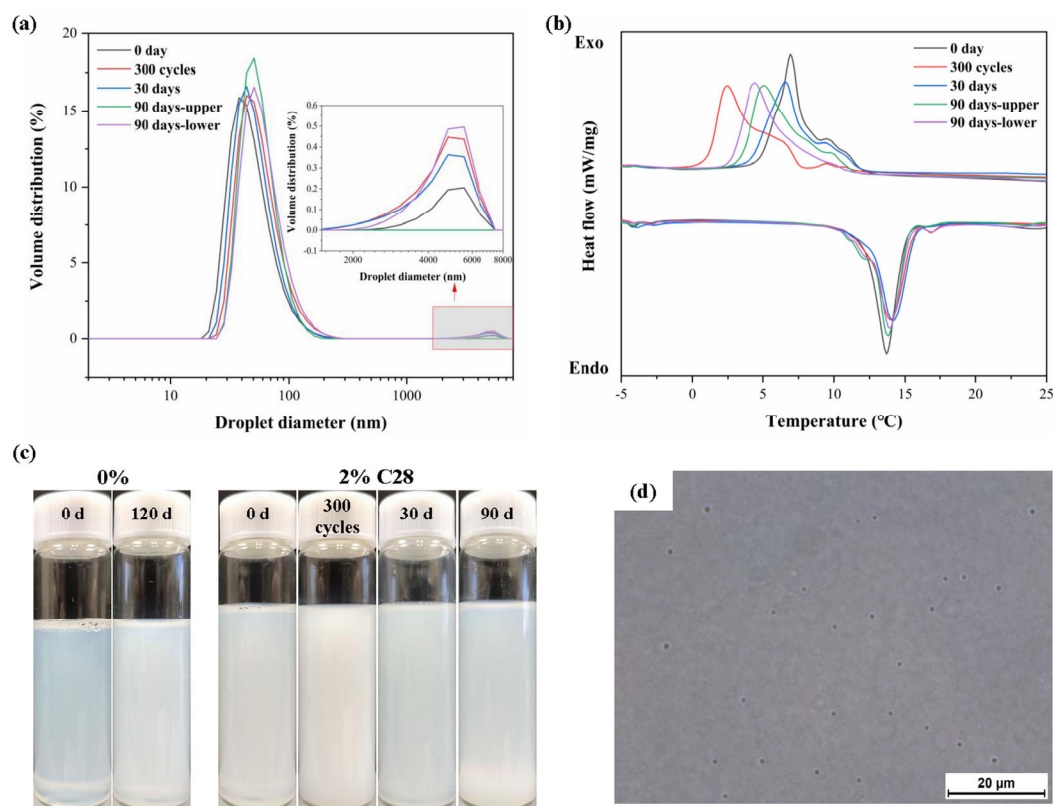 (a)
20
15
10
5
0
Volume distribution (%)
0 day
300 cycles
30 days
90 days-upper
90 days-lower
0.6
0.5
0.4
0.3
0.2
0.1
0.0
-0.1
Volume distribution (%)
2000 4000 6000 8000
Droplet diameter (nm)
10 100 1000
Droplet diameter (nm)
(b)
Exo
Heat flow (mW/mg)
Endo
0 day
300 cycles
30 days
90 days-upper
90 days-lower
-5 0 5 10 15 20 25
Temperature (°C)
(c)
0% 2% C28
0 d 120 d 0 d 300 cycles 30 d 90 d
(d)
20 µm